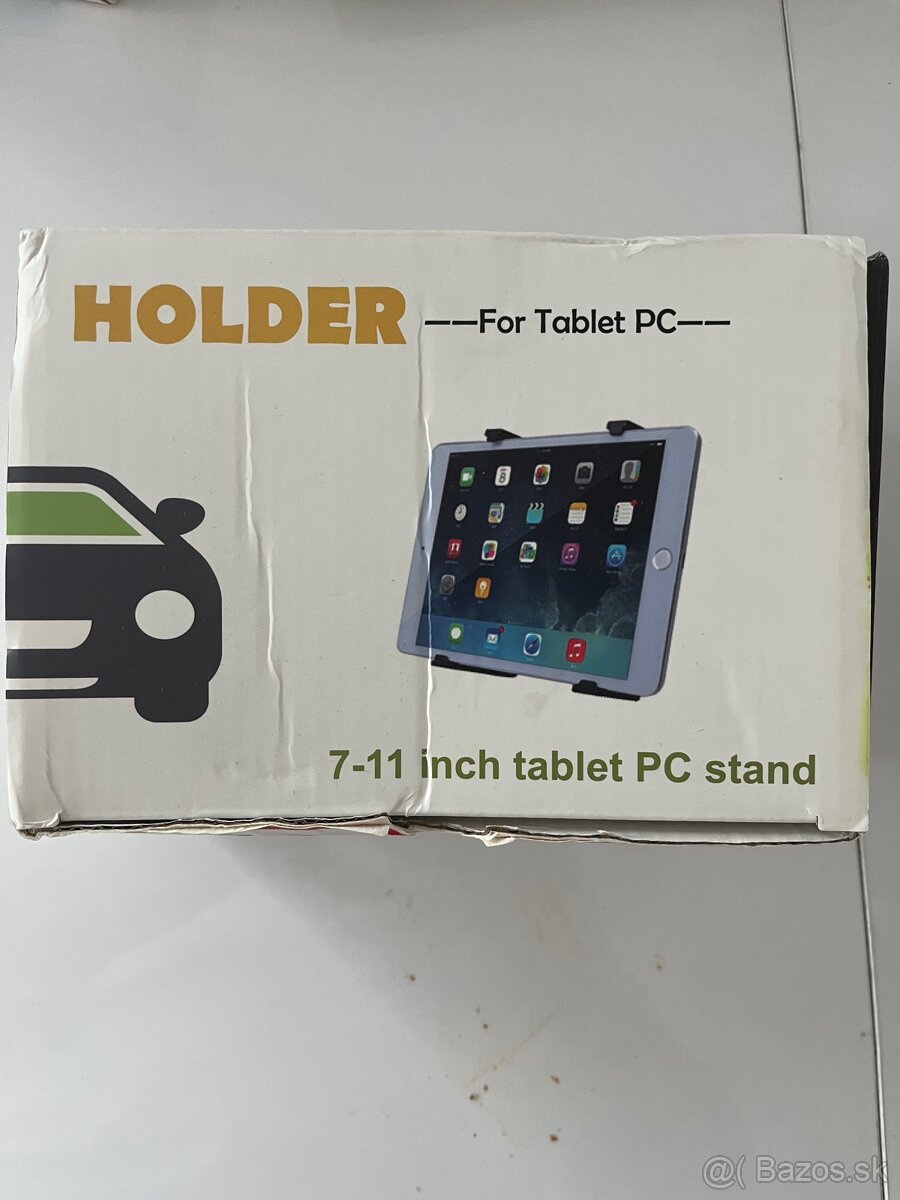 HOLDER
——For Tablet PC——
7-11 inch tablet PC stand
@( Bazos.sk